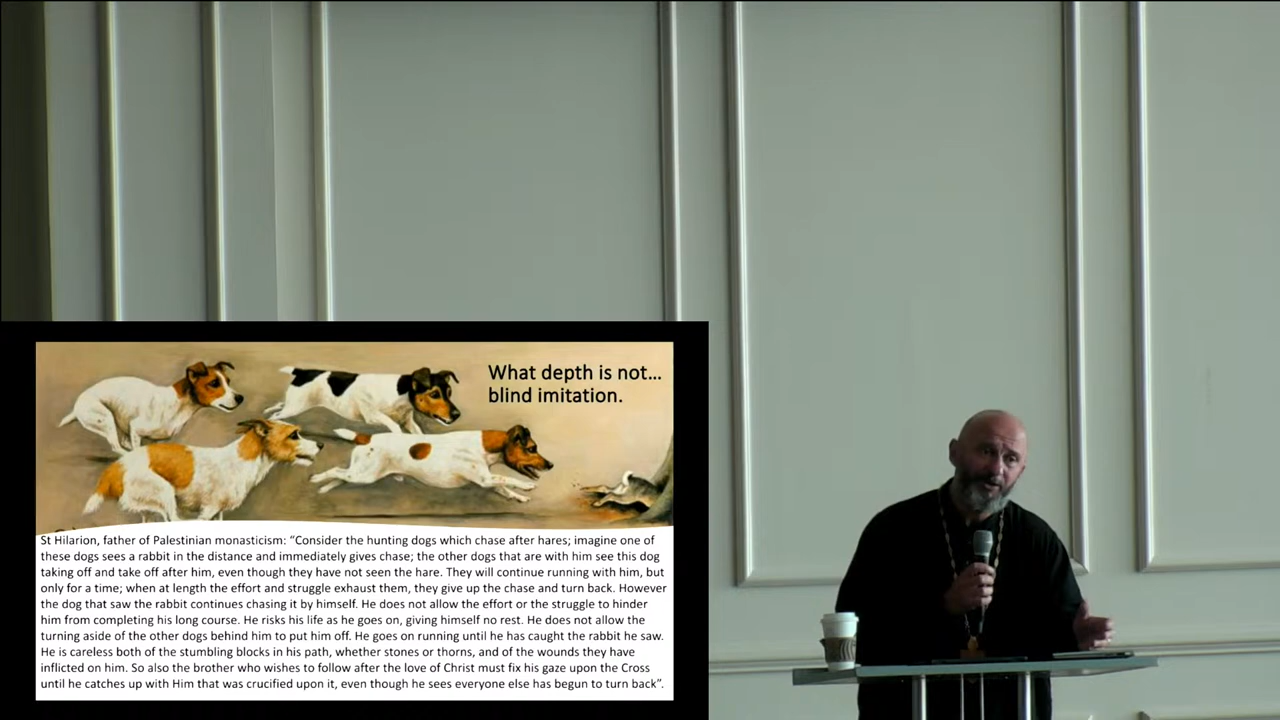 What depth is not...
blind imitation.
St Hilarion, father of Palestinian monasticism: “Consider the hunting dogs which chase after hares; imagine one of
these dogs sees a rabbit in the distance and immediately gives chase; the other dogs that are with him see this dog
taking off and take off after him, even though they have not seen the hare. They will continue running with him, but
only for a time; when at length the effort and struggle exhaust them, they give up the chase and turn back. However
the dog that saw the rabbit continues chasing it by himself. He does not allow the effort or the struggle to hinder
him from completing his long course. He risks his life as he goes on, giving himself no rest. He does not allow the
turning aside of the other dogs behind him to put him off. He goes on running until he has caught the rabbit he saw.
He is careless both of the stumbling blocks in his path, whether stones or thorns, and of the wounds they have
inflicted on him. So also the brother who wishes to follow after the love of Christ must fix his gaze upon the Cross
until he catches up with Him that was crucified upon it, even though he sees everyone else has begun to turn back”.